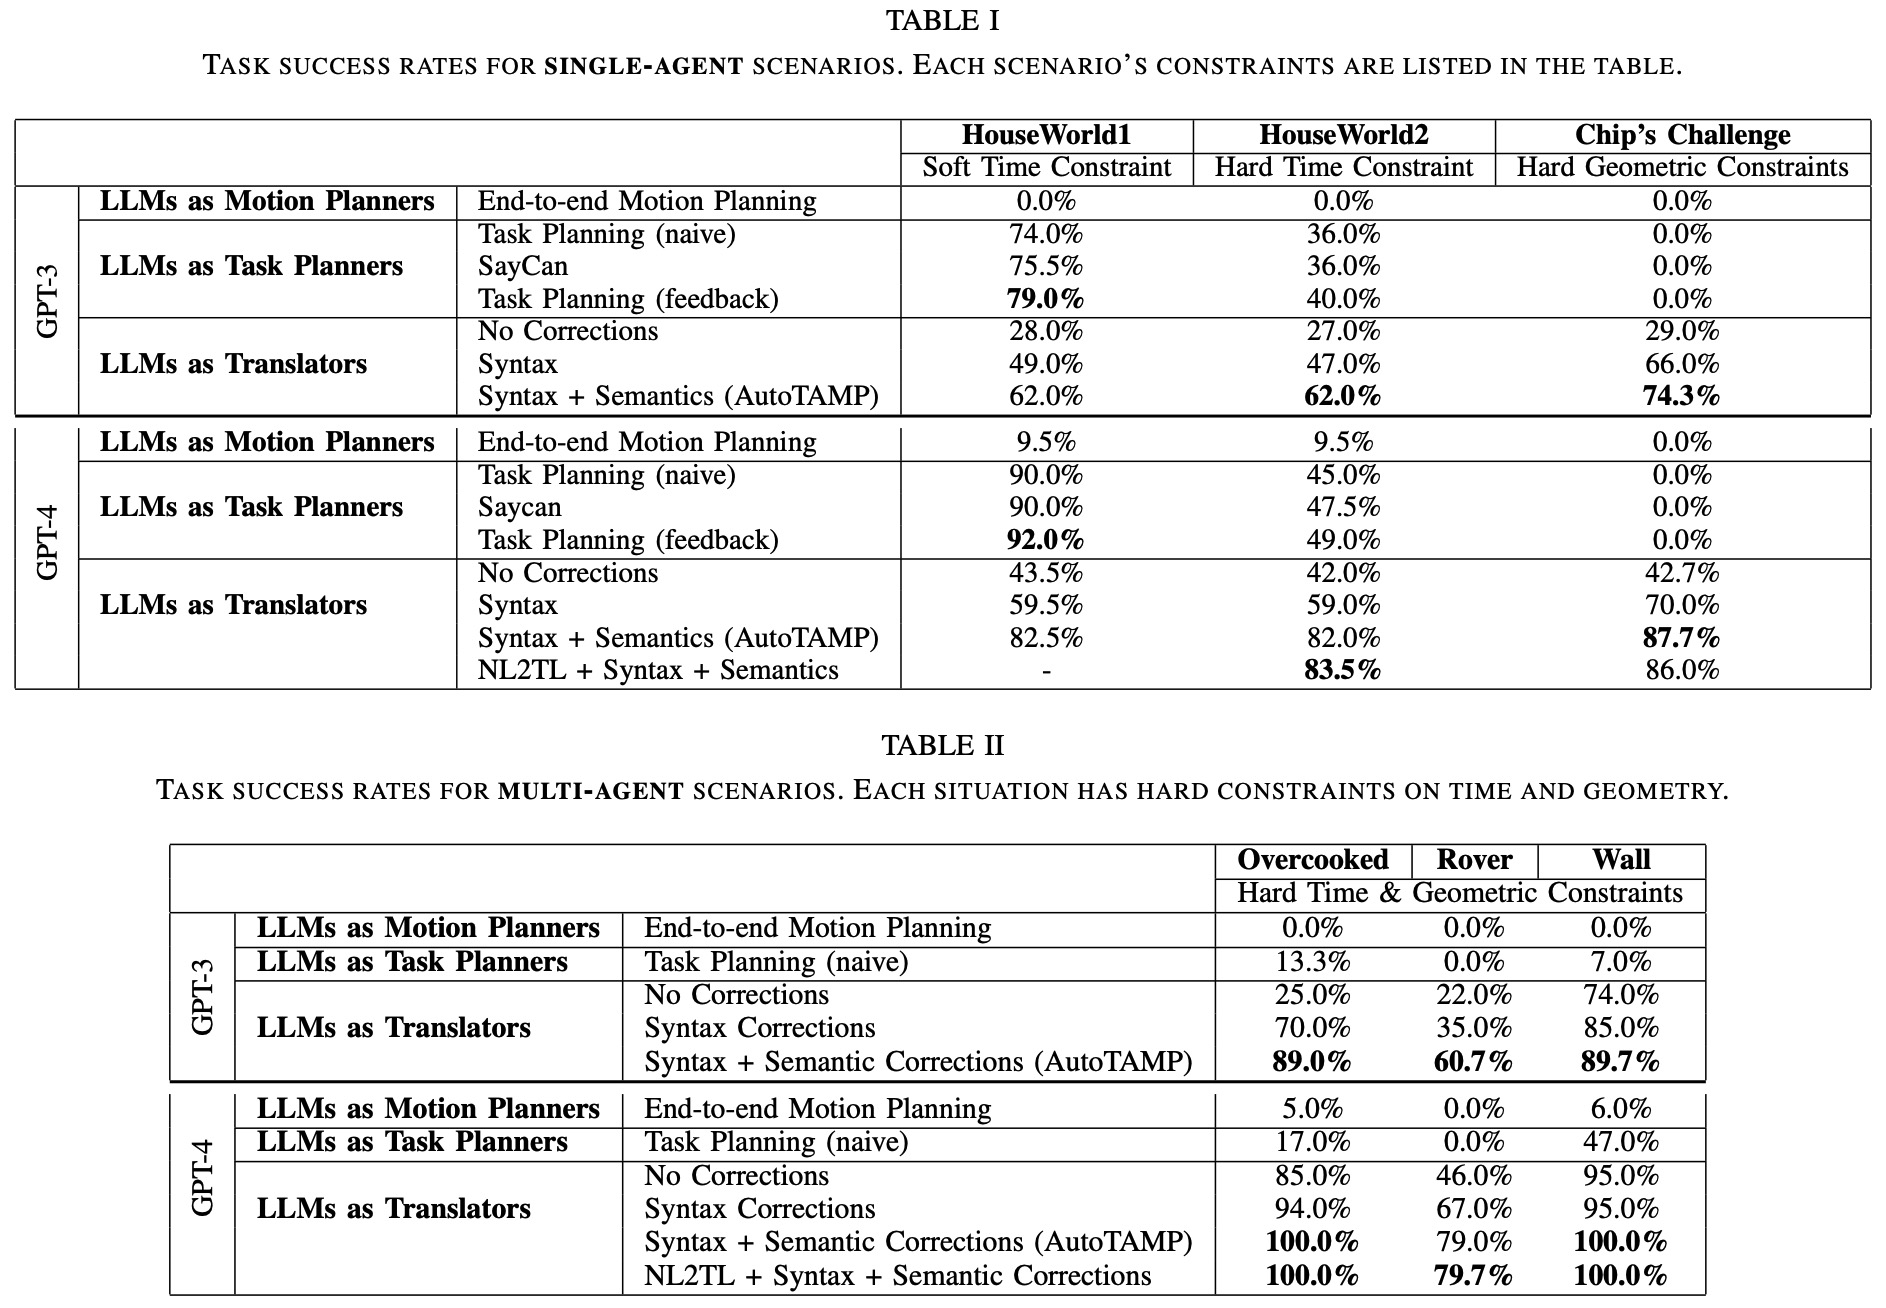 TABLE I
TASK SUCCESS RATES FOR SINGLE-AGENT SCENARIOS. EACH SCENARIO'S CONSTRAINTS ARE LISTED IN THE TABLE.
HouseWorld1 HouseWorld2 Chip's Challenge
Soft Time Constraint Hard Time Constraint Hard Geometric Constraints
GPT-3
LLMs as Motion Planners End-to-end Motion Planning 0.0% 0.0% 0.0%
Task Planning (naive) 74.0% 36.0% 0.0%
LLMs as Task Planners SayCan 75.5% 36.0% 0.0%
Task Planning (feedback) 79.0% 40.0% 0.0%
No Corrections 28.0% 27.0% 29.0%
LLMs as Translators Syntax 49.0% 47.0% 66.0%
Syntax + Semantics (AutoTAMP) 62.0% 62.0% 74.3%
GPT-4
LLMs as Motion Planners End-to-end Motion Planning 9.5% 9.5% 0.0%
Task Planning (naive) 90.0% 45.0% 0.0%
LLMs as Task Planners Saycan 90.0% 47.5% 0.0%
Task Planning (feedback) 92.0% 49.0% 0.0%
No Corrections 43.5% 42.0% 42.7%
LLMs as Translators Syntax 59.5% 59.0% 70.0%
Syntax + Semantics (AutoTAMP) 82.5% 82.0% 87.7%
NL2TL + Syntax + Semantics - 83.5% 86.0%
TABLE II
TASK SUCCESS RATES FOR MULTI-AGENT SCENARIOS. EACH SITUATION HAS HARD CONSTRAINTS ON TIME AND GEOMETRY.
Overcooked Rover Wall
Hard Time & Geometric Constraints
GPT-3
LLMs as Motion Planners End-to-end Motion Planning 0.0% 0.0% 0.0%
LLMs as Task Planners Task Planning (naive) 13.3% 0.0% 7.0%
No Corrections 25.0% 22.0% 74.0%
LLMs as Translators Syntax Corrections 70.0% 35.0% 85.0%
Syntax + Semantic Corrections (AutoTAMP) 89.0% 60.7% 89.7%
GPT-4
LLMs as Motion Planners End-to-end Motion Planning 5.0% 0.0% 6.0%
LLMs as Task Planners Task Planning (naive) 17.0% 0.0% 47.0%
No Corrections 85.0% 46.0% 95.0%
LLMs as Translators Syntax Corrections 94.0% 67.0% 95.0%
Syntax + Semantic Corrections (AutoTAMP) 100.0% 79.0% 100.0%
NL2TL + Syntax + Semantic Corrections 100.0% 79.7% 100.0%